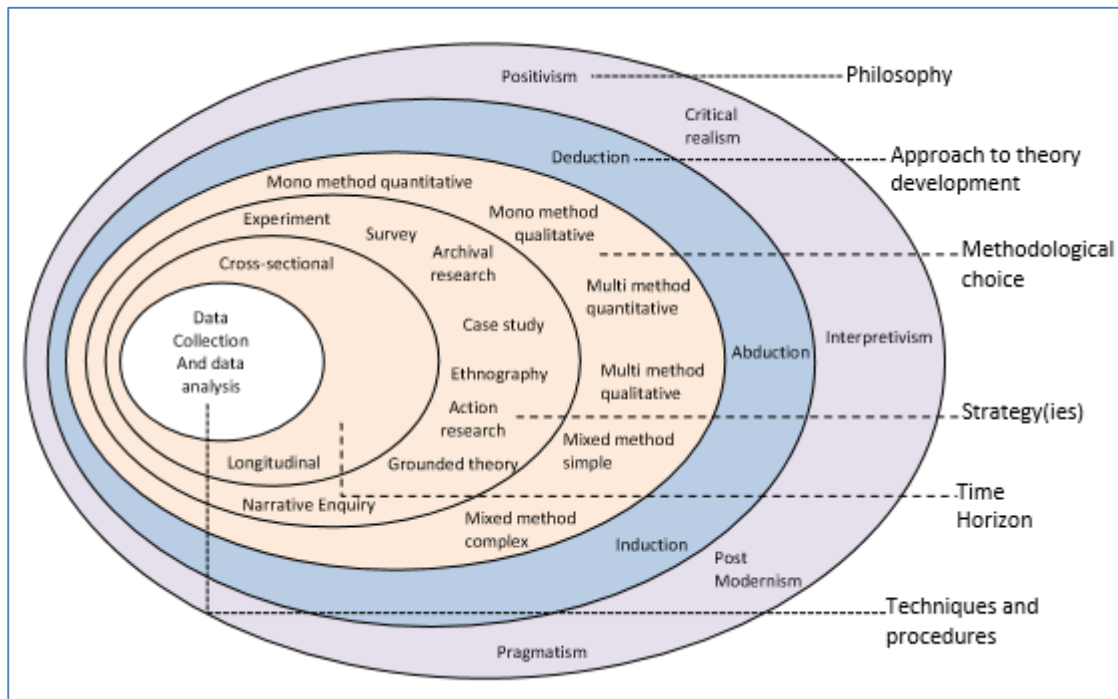 Positivism
Philosophy
Critical
realism
Deduction
Approach to theory
development
Mono method quantitative
Mono method
qualitative
Experiment
Survey
Archival
research
Methodological
choice
Cross-sectional
Multi method
quantitative
Data
Collection
And data
analysis
Case study
Interpretivism
Abduction
Ethnography
Multi method
qualitative
Action
research
Strategy(ies)
Mixed method
simple
Longitudinal
Grounded theory
Narrative Enquiry
Time
Horizon
Mixed method
complex
Induction
Post
Modernism
Techniques and
procedures
Pragmatism